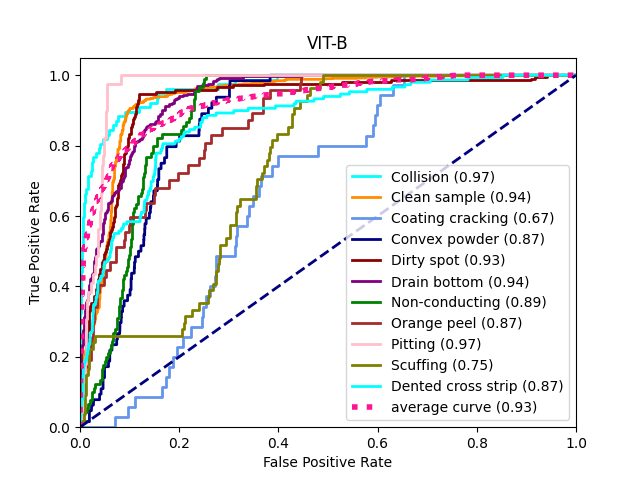 VIT-B
True Positive Rate
1.0
0.8
0.6
0.4
0.2
0.0
Collision (0.97)
Clean sample (0.94)
Coating cracking (0.67)
Convex powder (0.87)
Dirty spot (0.93)
Drain bottom (0.94)
Non-conducting (0.89)
Orange peel (0.87)
Pitting (0.97)
Scuffing (0.75)
Dented cross strip (0.87)
average curve (0.93)
0.0 0.2 0.4 0.6 0.8 1.0
False Positive Rate